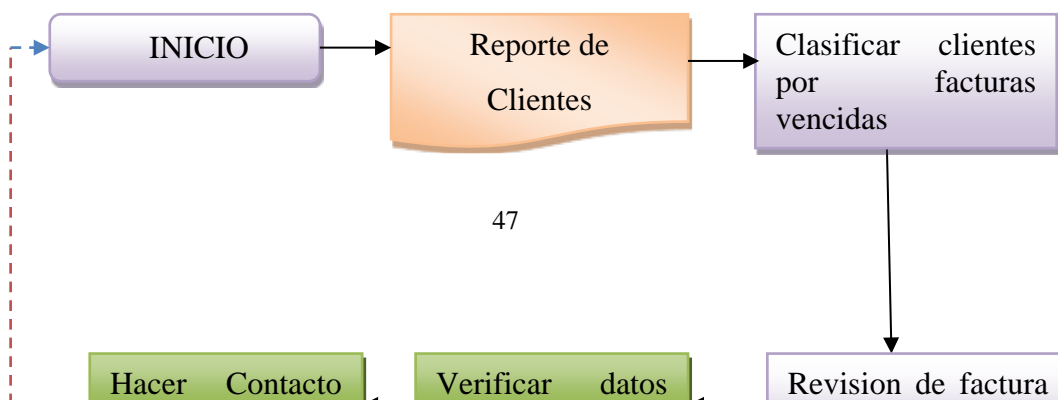 INICIO
Reporte de
Clientes
Clasificar clientes
por facturas
vencidas
47
Hacer Contacto
Verificar datos
Revision de factura